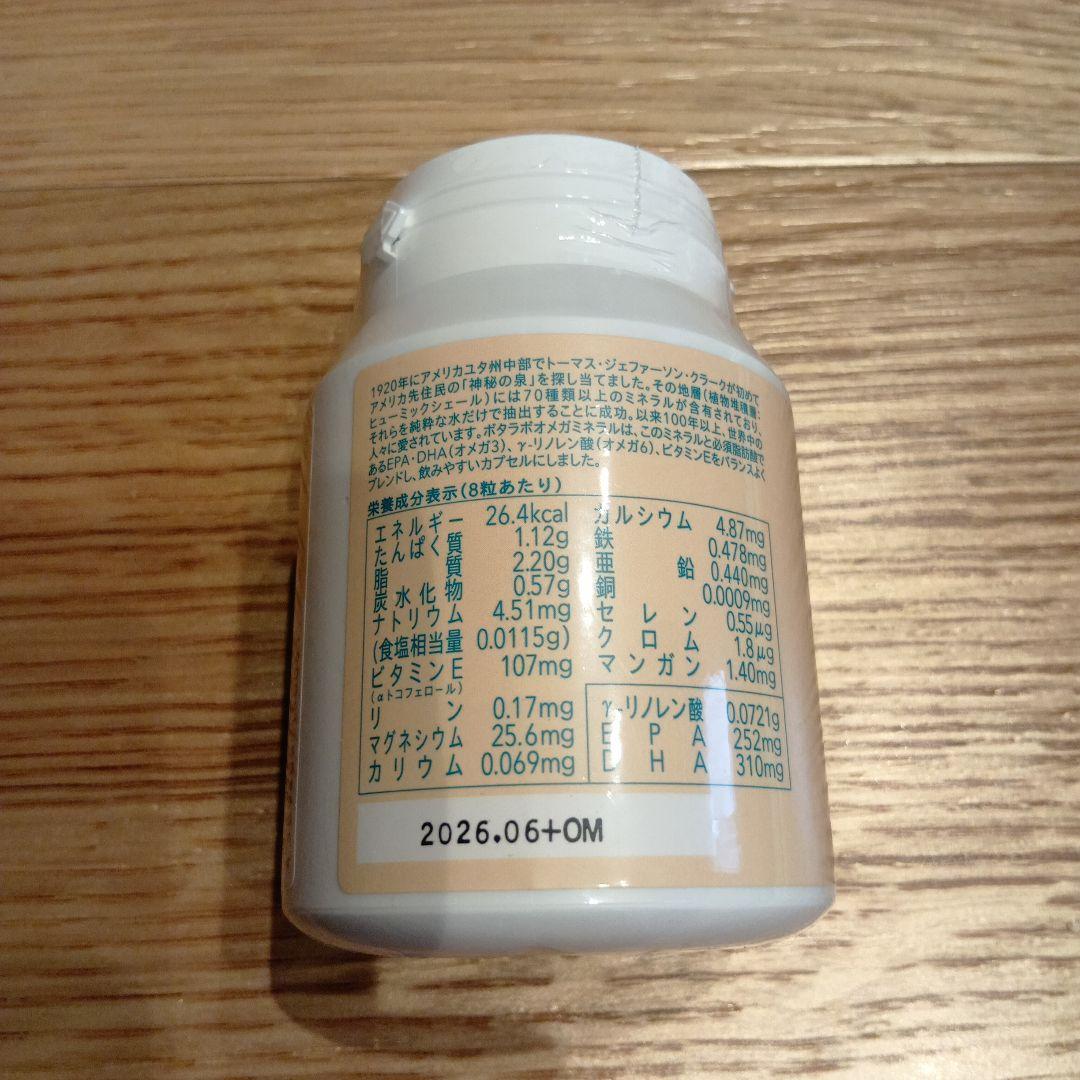 1920年にアメリカユタ州中部でトーマス・ジェファーソン・クラークが初めて
アメリカ先住民の「神秘の泉」を探し当てました。その地層(植物堆積層:
ヒューミックシェール)には70種類以上のミネラルが含有されており、
それらを純粋な水だけで抽出することに成功。以来100年以上、世界中の
人々に愛されています。ポタラボオメガミネラルは、このミネラルと必須脂肪酸で
あるEPA・DHA(オメガ3)、γ-リノレン酸(オメガ6)、ビタミンEをバランスよく
ブレンドし、飲みやすいカプセルにしました。
栄養成分表示(8粒あたり)
エネルギー 26.4kcal
たんぱく質 1.12g
脂質 2.20g
炭水化物 0.57g
ナトリウム 4.51mg
(食塩相当量 0.0115g)
ビタミンE 107mg
(αトコフェロール)
リン 0.17mg
マグネシウム 25.6mg
カリウム 0.069mg
カルシウム 4.87mg
鉄 0.478mg
亜鉛 0.440mg
銅 0.0009mg
セレン 0.55μg
クロム 1.8μg
マンガン 1.40mg
γ-リノレン酸 0.0721g
EPA 252mg
DHA 310mg
2026.06+OM